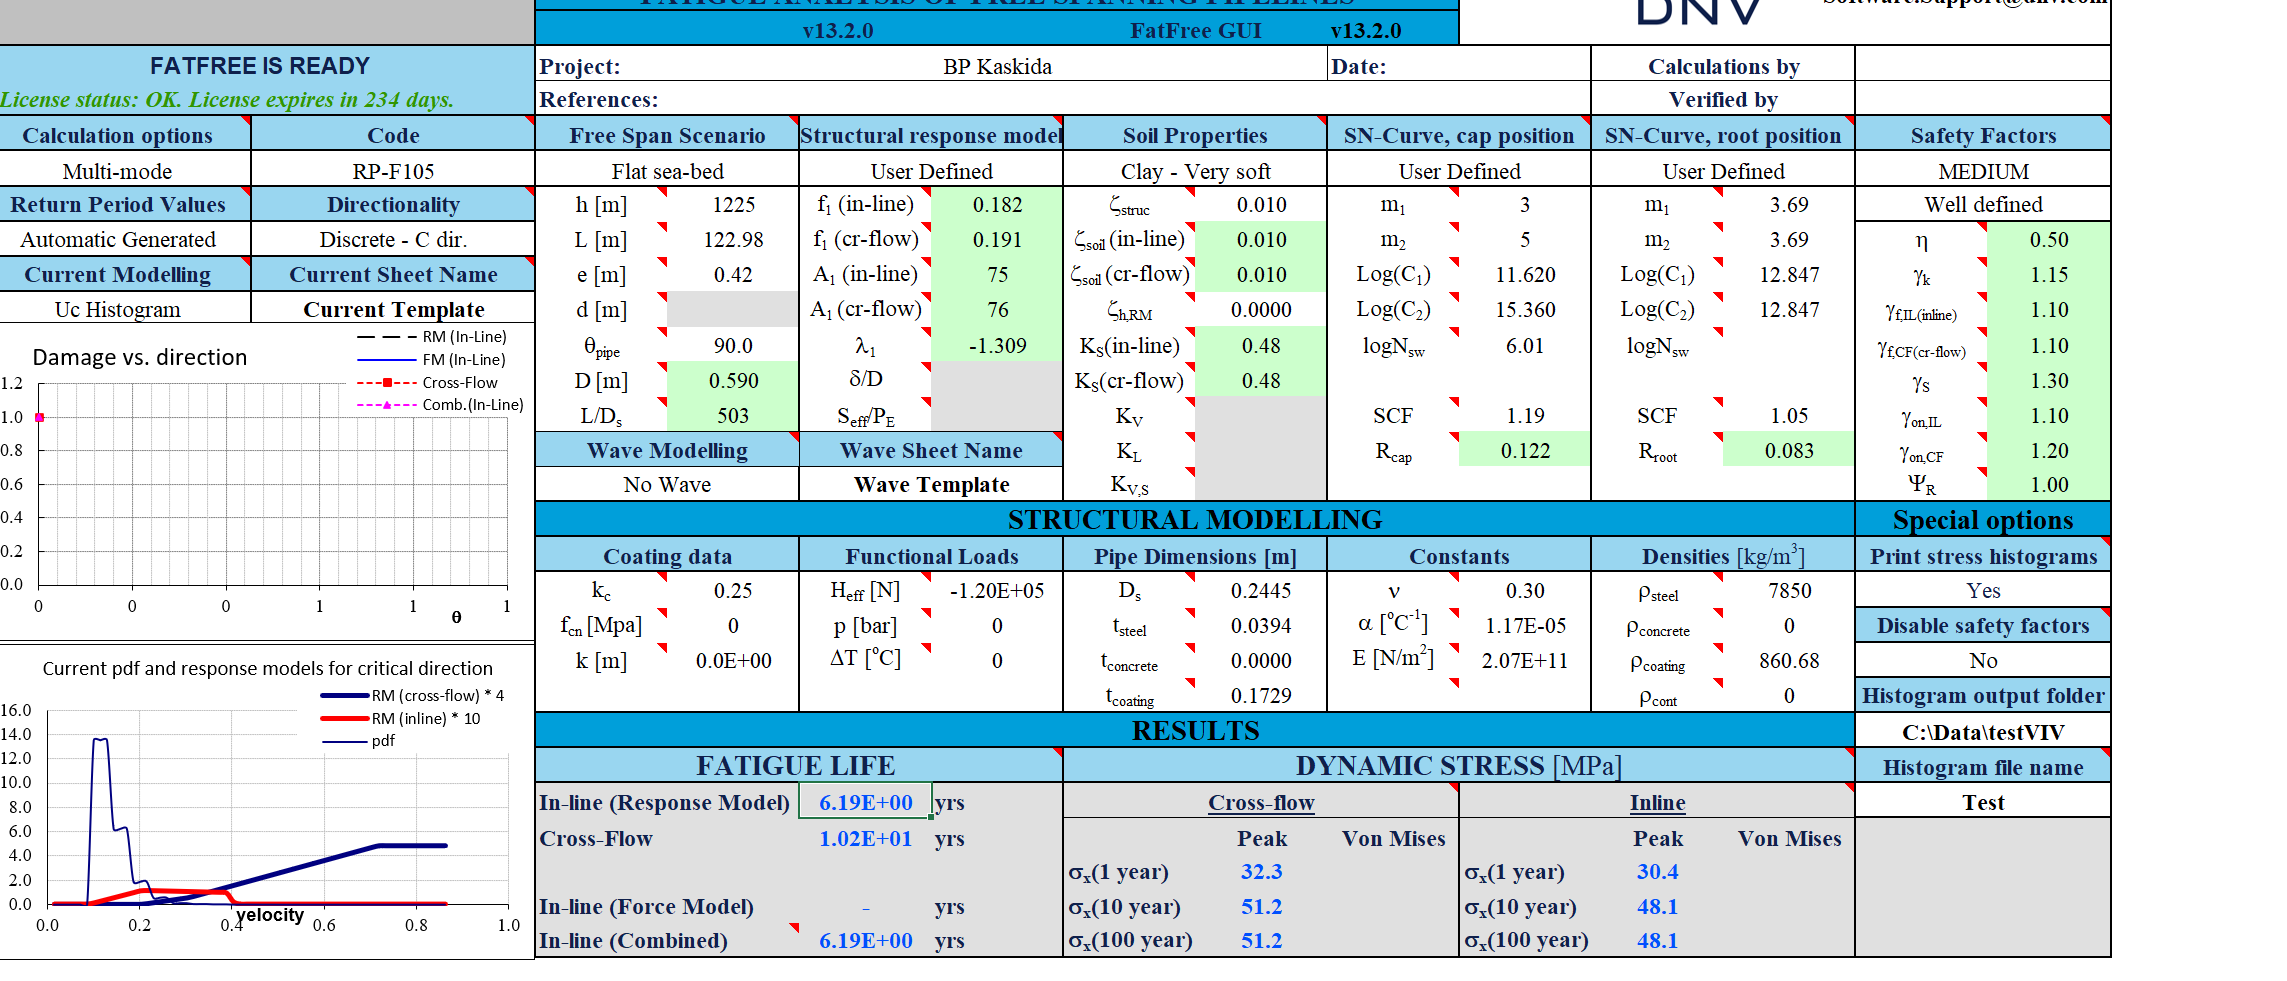 FATIGUE ANALYSIS OF FREE SPANNING PIPELINES
DNV
Software.Support@dnv.com
v13.2.0 FatFree GUI v13.2.0
FATFREE IS READY
Project: BP Kaskida Date: Calculations by
License status: OK. License expires in 234 days.
References: Verified by
Calculation options Code Free Span Scenario Structural response model Soil Properties SN-Curve, cap position SN-Curve, root position Safety Factors
Multi-mode RP-F105 Flat sea-bed User Defined Clay - Very soft User Defined User Defined MEDIUM
Return Period Values Directionality h [m] 1225 f1 (in-line) 0.182 ζstruc 0.010 m1 3 m1 3.69 Well defined
Automatic Generated Discrete - C dir. L [m] 122.98 f1 (cr-flow) 0.191 ζsoil (in-line) 0.010 m2 5 m2 3.69 η 0.50
Current Modelling Current Sheet Name e [m] 0.42 A1 (in-line) 75 ζsoil (cr-flow) 0.010 Log(C1) 11.620 Log(C1) 12.847 γk 1.15
Uc Histogram Current Template d [m] A1 (cr-flow) 76 ζh,RM 0.0000 Log(C2) 15.360 Log(C2) 12.847 γf,IL(inline) 1.10
θpipe 90.0 λ1 -1.309 KS(in-line) 0.48 logNsw 6.01 logNsw γf,CF(cr-flow) 1.10
D [m] 0.590 δ/D KS(cr-flow) 0.48 γS 1.30
L/Ds 503 Seff/PE KV SCF 1.19 SCF 1.05 γon,IL 1.10
Wave Modelling Wave Sheet Name KL Rcap 0.122 Rroot 0.083 γon,CF 1.20
No Wave Wave Template KV,S ΨR 1.00
Damage vs. direction
RM (In-Line)
FM (In-Line)
Cross-Flow
Comb.(In-Line)
1.2
1.0
0.8
0.6
0.4
0.2
0.0
0 0 0 1 1 1
θ
STRUCTURAL MODELLING Special options
Coating data Functional Loads Pipe Dimensions [m] Constants Densities [kg/m³] Print stress histograms
kc 0.25 Heff [N] -1.20E+05 Ds 0.2445 ν 0.30 ρsteel 7850 Yes
fcn [Mpa] 0 p [bar] 0 tsteel 0.0394 α [°C⁻¹] 1.17E-05 ρconcrete 0 Disable safety factors
k [m] 0.0E+00 ΔT [°C] 0 tconcrete 0.0000 E [N/m²] 2.07E+11 ρcoating 860.68 No
tcoating 0.1729 ρcont 0 Histogram output folder
Current pdf and response models for critical direction
RM (cross-flow) * 4
RM (inline) * 10
pdf
16.0
14.0
12.0
10.0
8.0
6.0
4.0
2.0
0.0
0.0 0.2 0.4 0.6 0.8 1.0
velocity
RESULTS C:\Data\testVIV
FATIGUE LIFE DYNAMIC STRESS [MPa] Histogram file name
In-line (Response Model) 6.19E+00 yrs Cross-flow Inline Test
Cross-Flow 1.02E+01 yrs Peak Von Mises Peak Von Mises
σx(1 year) 32.3 σx(1 year) 30.4
In-line (Force Model) - yrs σx(10 year) 51.2 σx(10 year) 48.1
In-line (Combined) 6.19E+00 yrs σx(100 year) 51.2 σx(100 year) 48.1